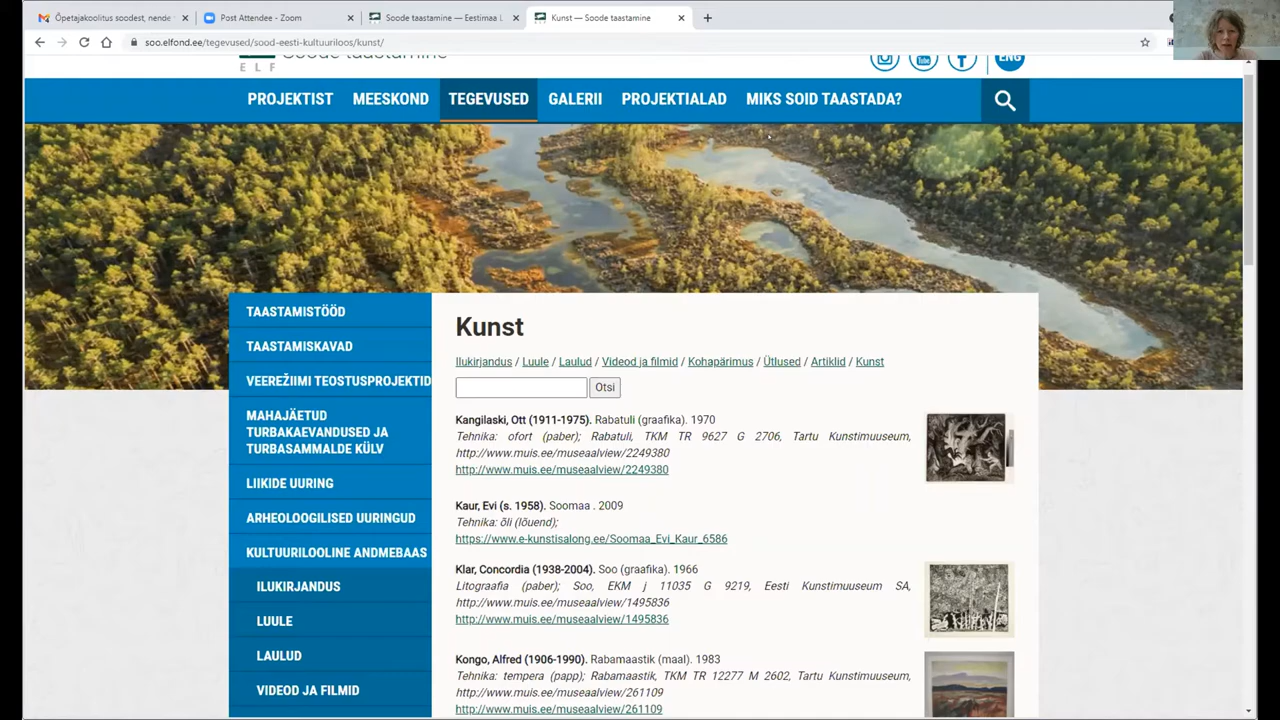 Õpetajakoolitus soodest, nende
Post Attendee - Zoom
Soode taastamine — Eestimaa
Kunst — Soode taastamine
soo.elfond.ee/tegevused/sood-eesti-kultuuriloos/kunst/
ELF
Soode taastamine
ENG
PROJEKTIST
MEESKOND
TEGEVUSED
GALERII
PROJEKTIALAD
MIKS SOID TAASTADA?
TAASTAMISTÖÖD
TAASTAMISKAVAD
VEEREŽIIMI TEOSTUSPROJEKTID
MAHAJÄETUD
TURBAKAEVANDUSED JA
TURBASAMMALDE KÜLV
LIIKIDE UURING
ARHEOLOOGILISED UURINGUD
KULTUURILOOLINE ANDMEBAAS
ILUKIRJANDUS
LUULE
LAULUD
VIDEOD JA FILMID
Kunst
Ilukirjandus / Luule / Laulud / Videod ja filmid / Kohapärimus / Ütlused / Artiklid / Kunst
Otsi
Kangilaski, Ott (1911-1975). Rabatuli (graafika). 1970
Tehnika: ofort (paber); Rabatuli, TKM TR 9627 G 2706, Tartu Kunstimuuseum,
http://www.muis.ee/museaalview/2249380
http://www.muis.ee/museaalview/2249380
Kaur, Evi (s. 1958). Soomaa . 2009
Tehnika: õli (lõuend);
https://www.e-kunstisalong.ee/Soomaa_Evi_Kaur_6586
Klar, Concordia (1938-2004). Soo (graafika). 1966
Litograafia (paber); Soo, EKM j 11035 G 9219, Eesti Kunstimuuseum SA,
http://www.muis.ee/museaalview/1495836
http://www.muis.ee/museaalview/1495836
Kongo, Alfred (1906-1990). Rabamaastik (maal). 1983
Tehnika: tempera (papp); Rabamaastik, TKM TR 12277 M 2602, Tartu Kunstimuuseum,
http://www.muis.ee/museaalview/261109
http://www.muis.ee/museaalview/261109